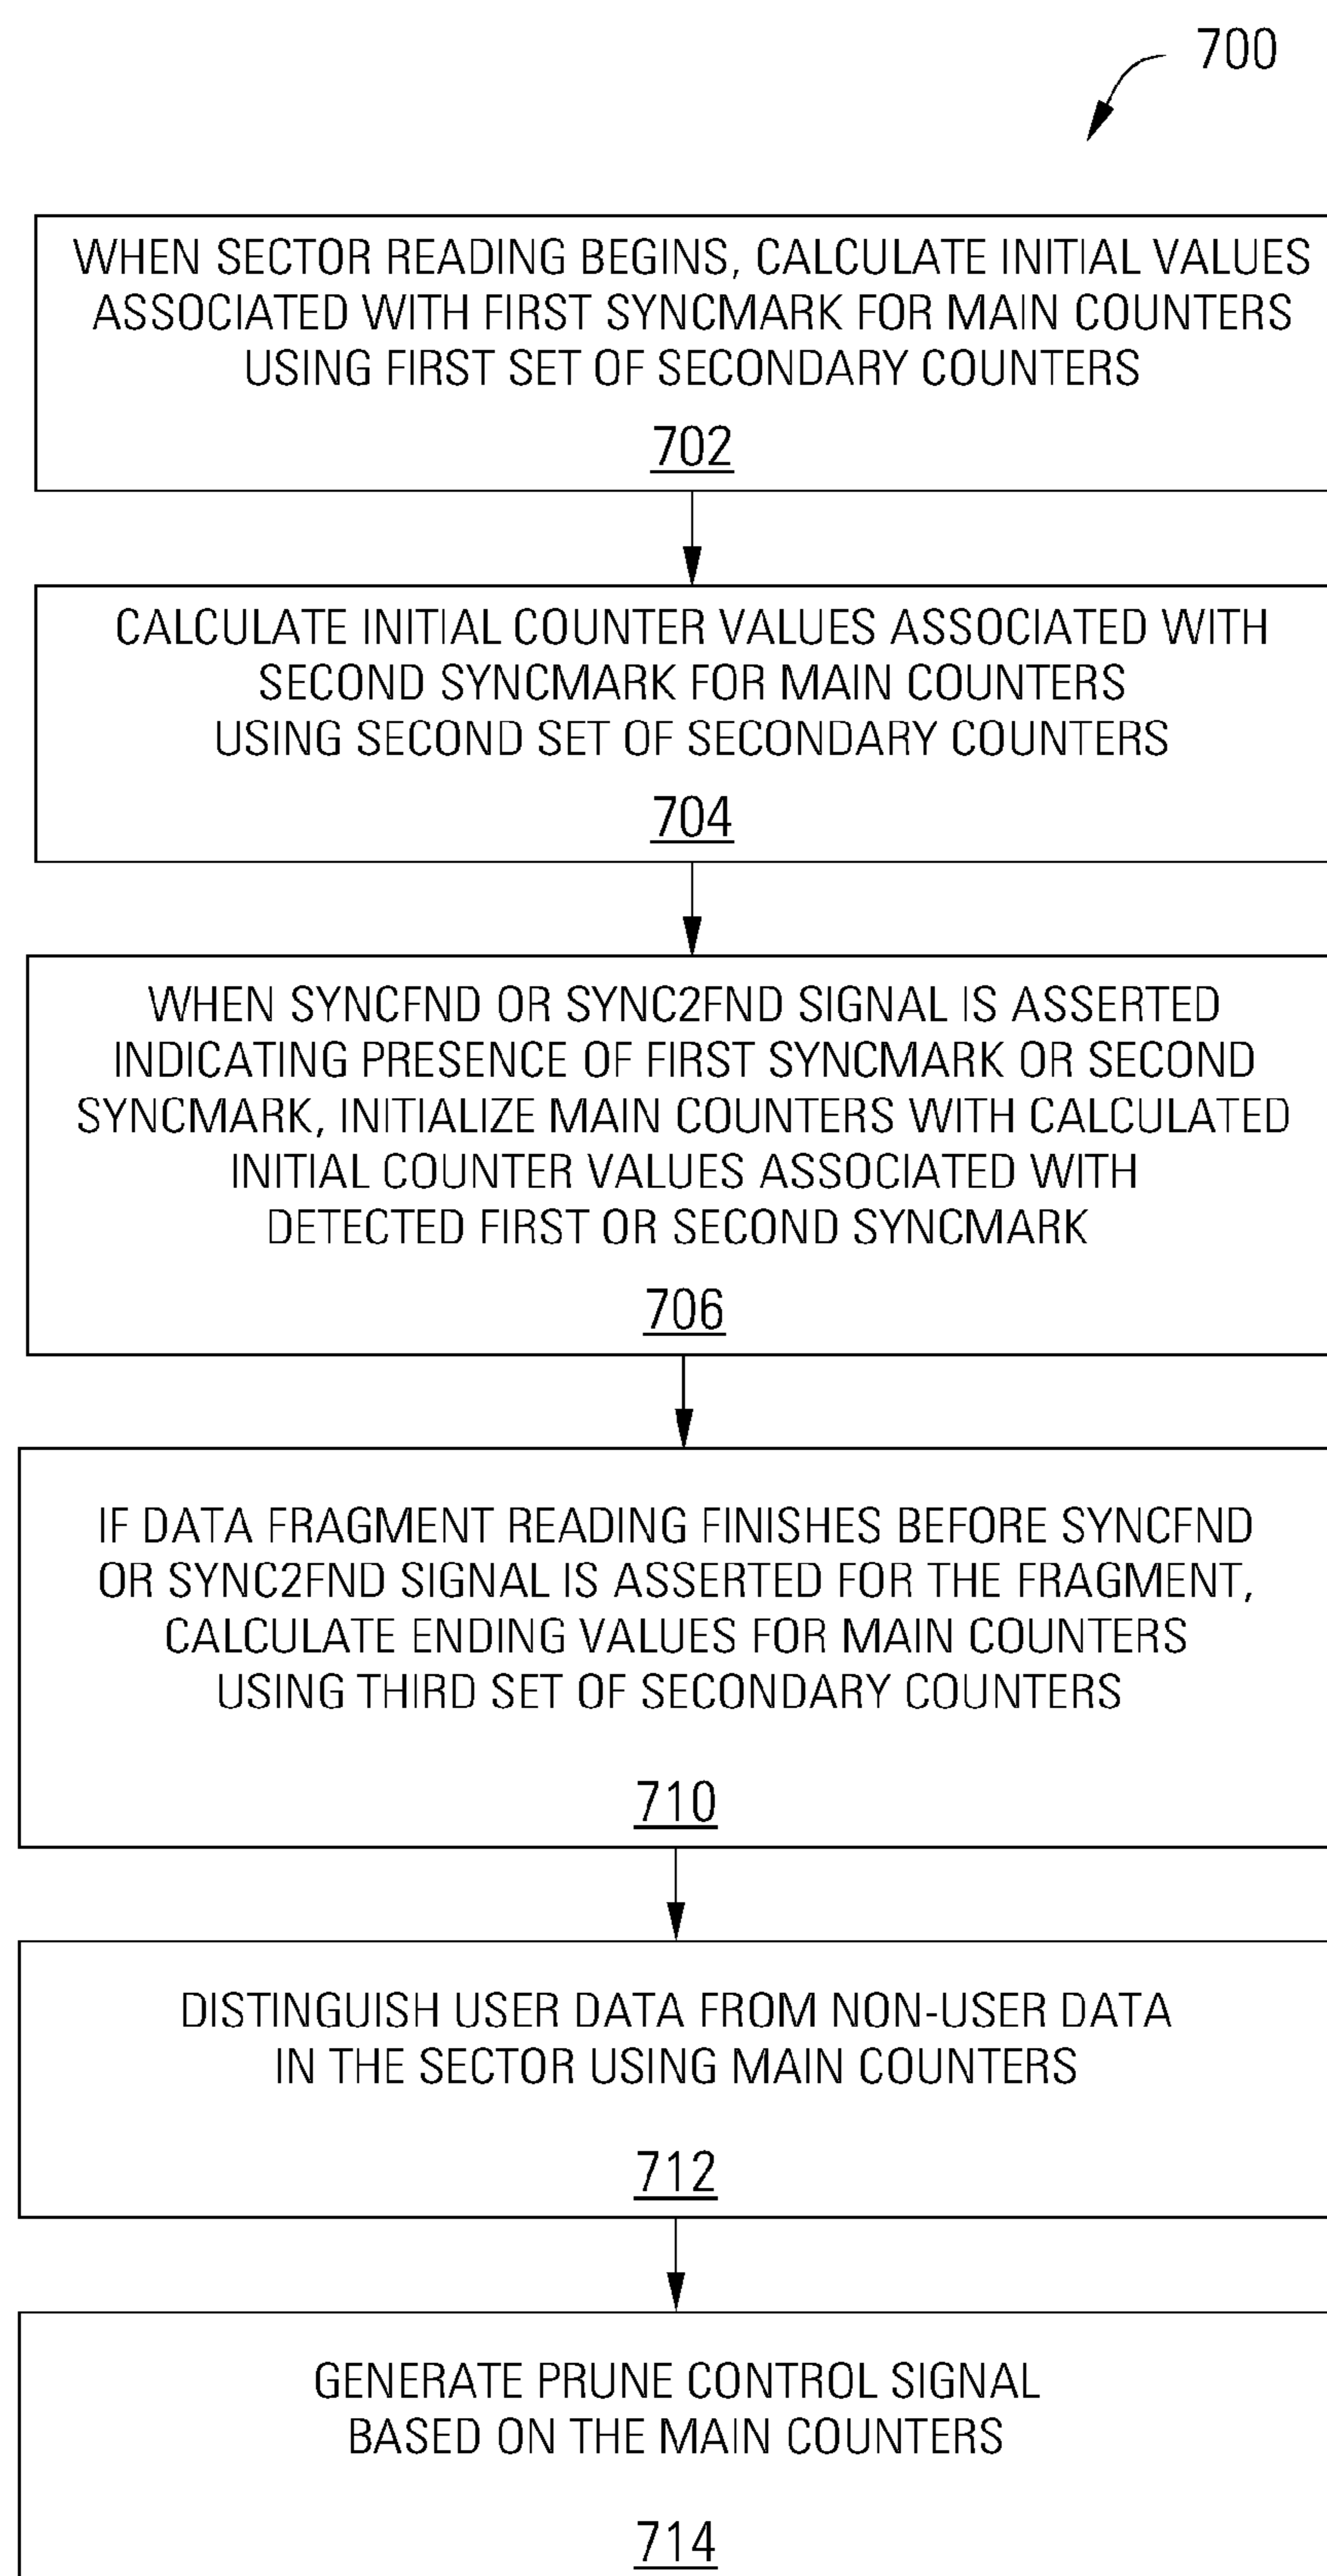 700
WHEN SECTOR READING BEGINS, CALCULATE INITIAL VALUES
ASSOCIATED WITH FIRST SYNCMARK FOR MAIN COUNTERS
USING FIRST SET OF SECONDARY COUNTERS
702
CALCULATE INITIAL COUNTER VALUES ASSOCIATED WITH
SECOND SYNCMARK FOR MAIN COUNTERS
USING SECOND SET OF SECONDARY COUNTERS
704
WHEN SYNCFND OR SYNC2FND SIGNAL IS ASSERTED
INDICATING PRESENCE OF FIRST SYNCMARK OR SECOND
SYNCMARK, INITIALIZE MAIN COUNTERS WITH CALCULATED
INITIAL COUNTER VALUES ASSOCIATED WITH
DETECTED FIRST OR SECOND SYNCMARK
706
IF DATA FRAGMENT READING FINISHES BEFORE SYNCFND
OR SYNC2FND SIGNAL IS ASSERTED FOR THE FRAGMENT,
CALCULATE ENDING VALUES FOR MAIN COUNTERS
USING THIRD SET OF SECONDARY COUNTERS
710
DISTINGUISH USER DATA FROM NON-USER DATA
IN THE SECTOR USING MAIN COUNTERS
712
GENERATE PRUNE CONTROL SIGNAL
BASED ON THE MAIN COUNTERS
714